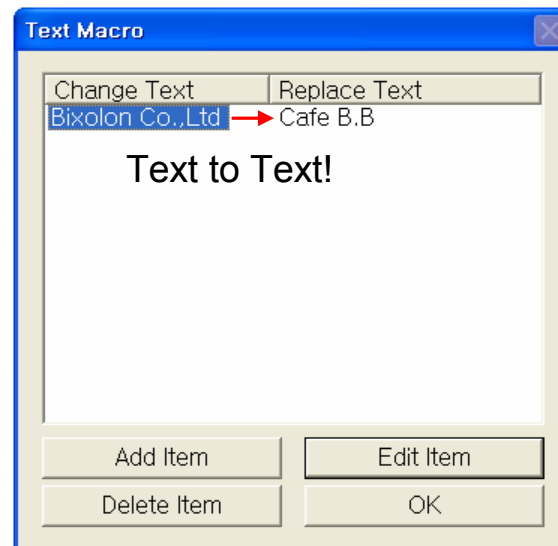 Text Macro
Change Text Replace Text
Bixolon Co.,Ltd Cafe B.B
Text to Text!
Add Item Edit Item
Delete Item OK